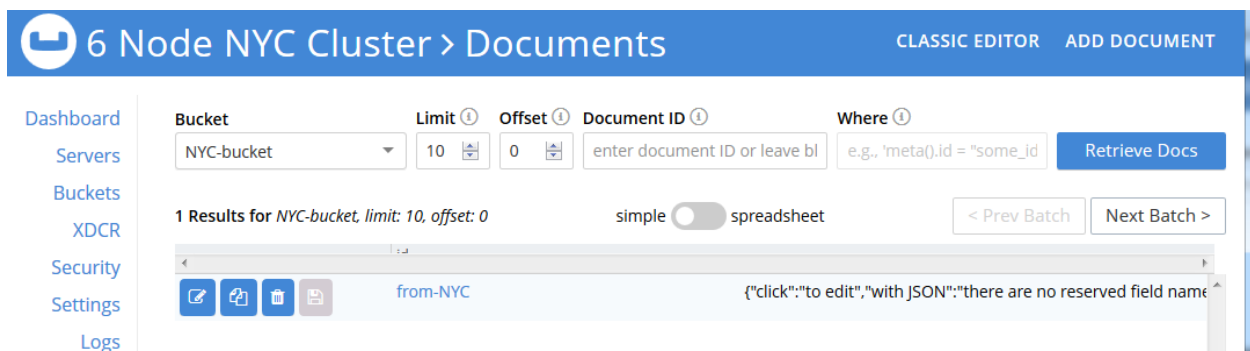 6 Node NYC Cluster > Documents
CLASSIC EDITOR ADD DOCUMENT
Dashboard
Servers
Buckets
XDCR
Security
Settings
Logs
Bucket Limit Offset Document ID Where
NYC-bucket 10 0 enter document ID or leave bl e.g., 'meta().id = "some_id Retrieve Docs
1 Results for NYC-bucket, limit: 10, offset: 0 simple spreadsheet < Prev Batch Next Batch >
from-NYC {"click":"to edit","with JSON":"there are no reserved field name